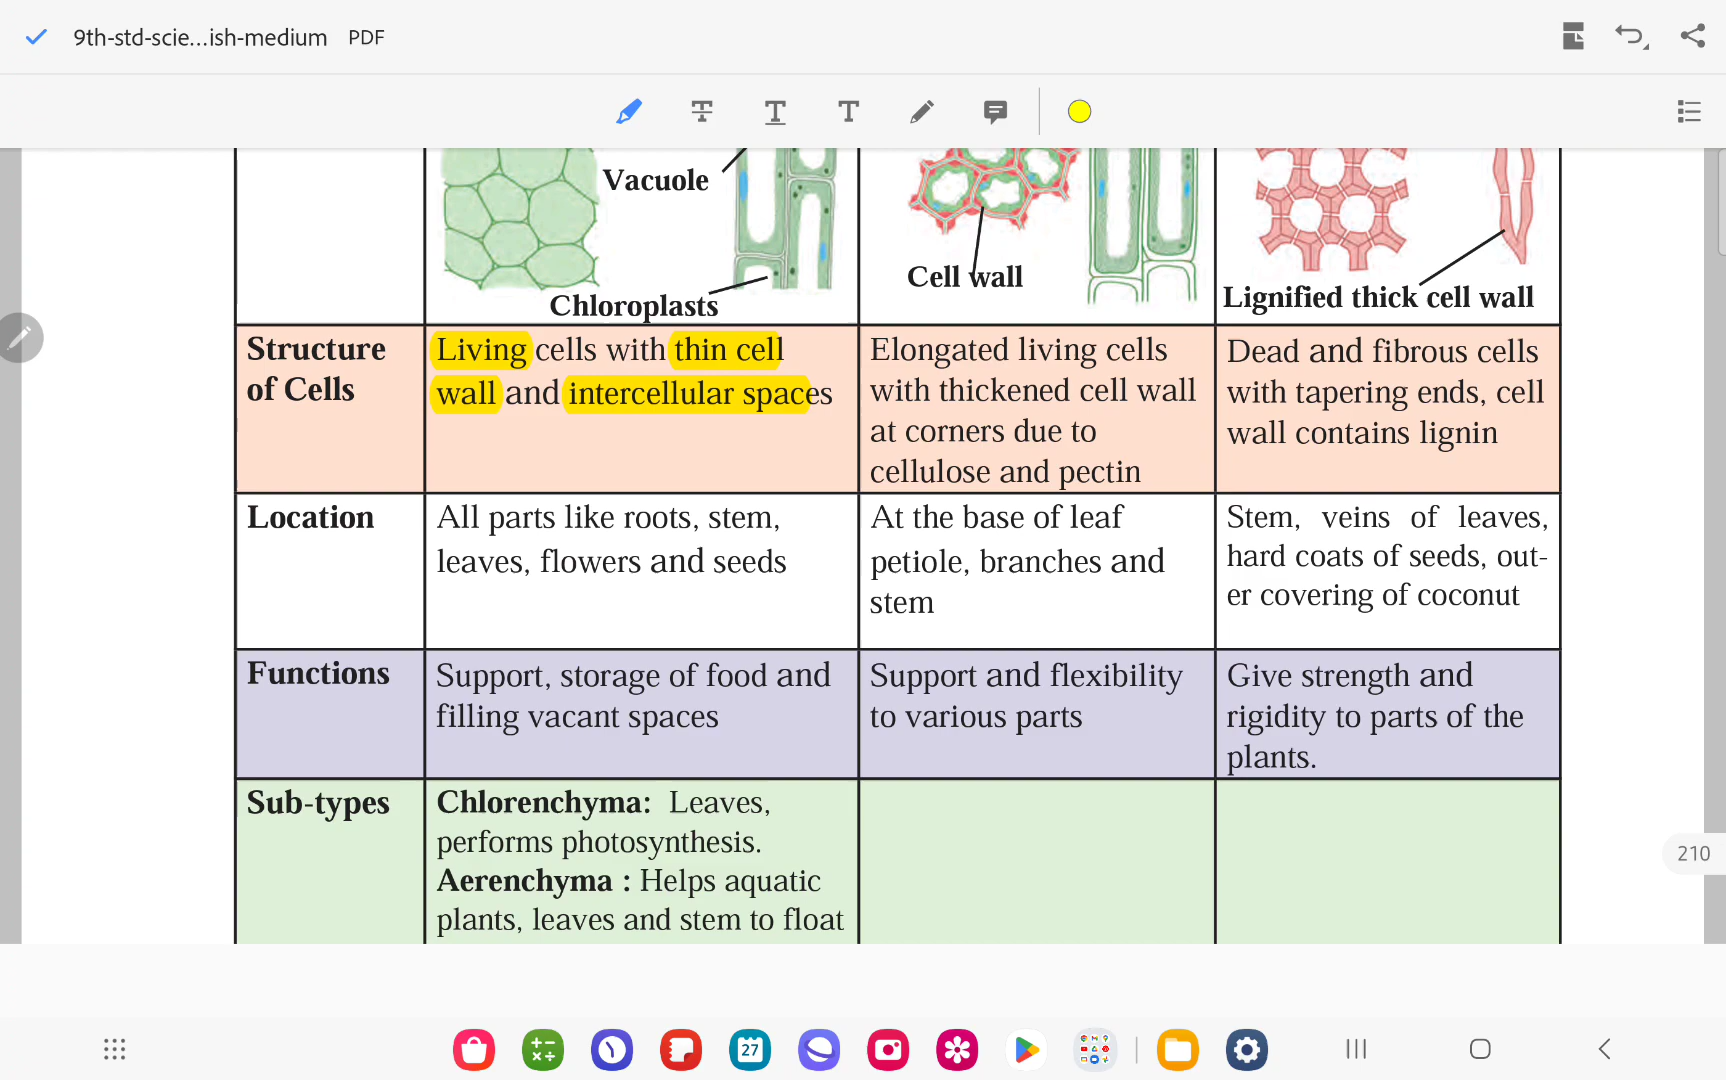 9th-std-scie...ish-medium PDF
Vacuole
Chloroplasts
Cell wall
Lignified thick cell wall
Structure
of Cells
Living cells with thin cell
wall and intercellular spaces
Elongated living cells
with thickened cell wall
at corners due to
cellulose and pectin
Dead and fibrous cells
with tapering ends, cell
wall contains lignin
Location
All parts like roots, stem,
leaves, flowers and seeds
At the base of leaf
petiole, branches and
stem
Stem, veins of leaves,
hard coats of seeds, out-
er covering of coconut
Functions
Support, storage of food and
filling vacant spaces
Support and flexibility
to various parts
Give strength and
rigidity to parts of the
plants.
Sub-types
Chlorenchyma: Leaves,
performs photosynthesis.
Aerenchyma : Helps aquatic
plants, leaves and stem to float
210
27